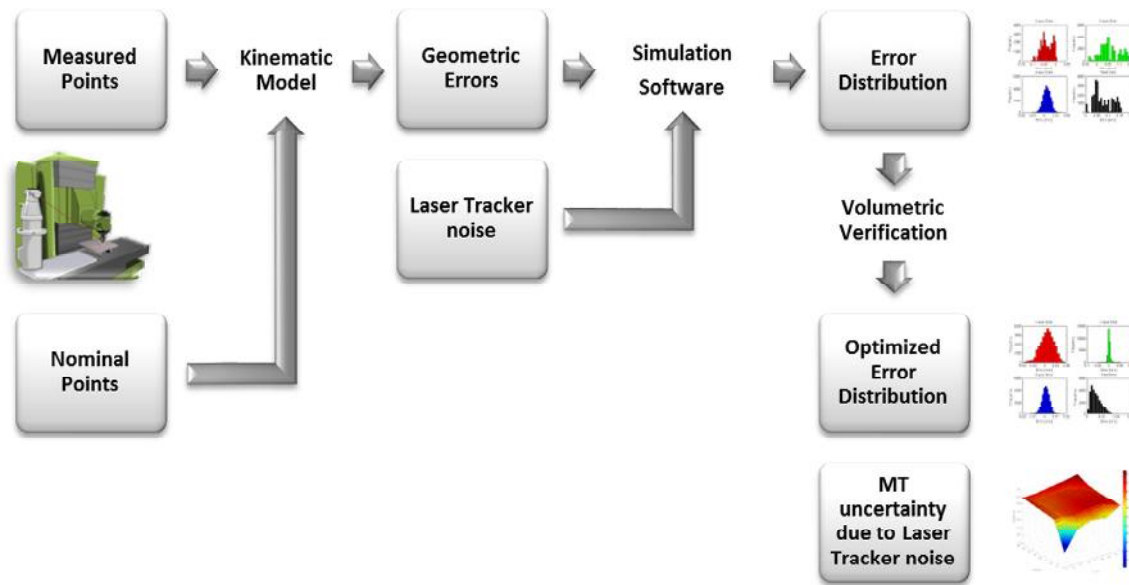 Measured
Points
Kinematic
Model
Geometric
Errors
Simulation
Software
Error
Distribution
Laser Tracker
noise
Volumetric
Verification
Nominal
Points
Optimized
Error
Distribution
MT
uncertainty
due to Laser
Tracker noise